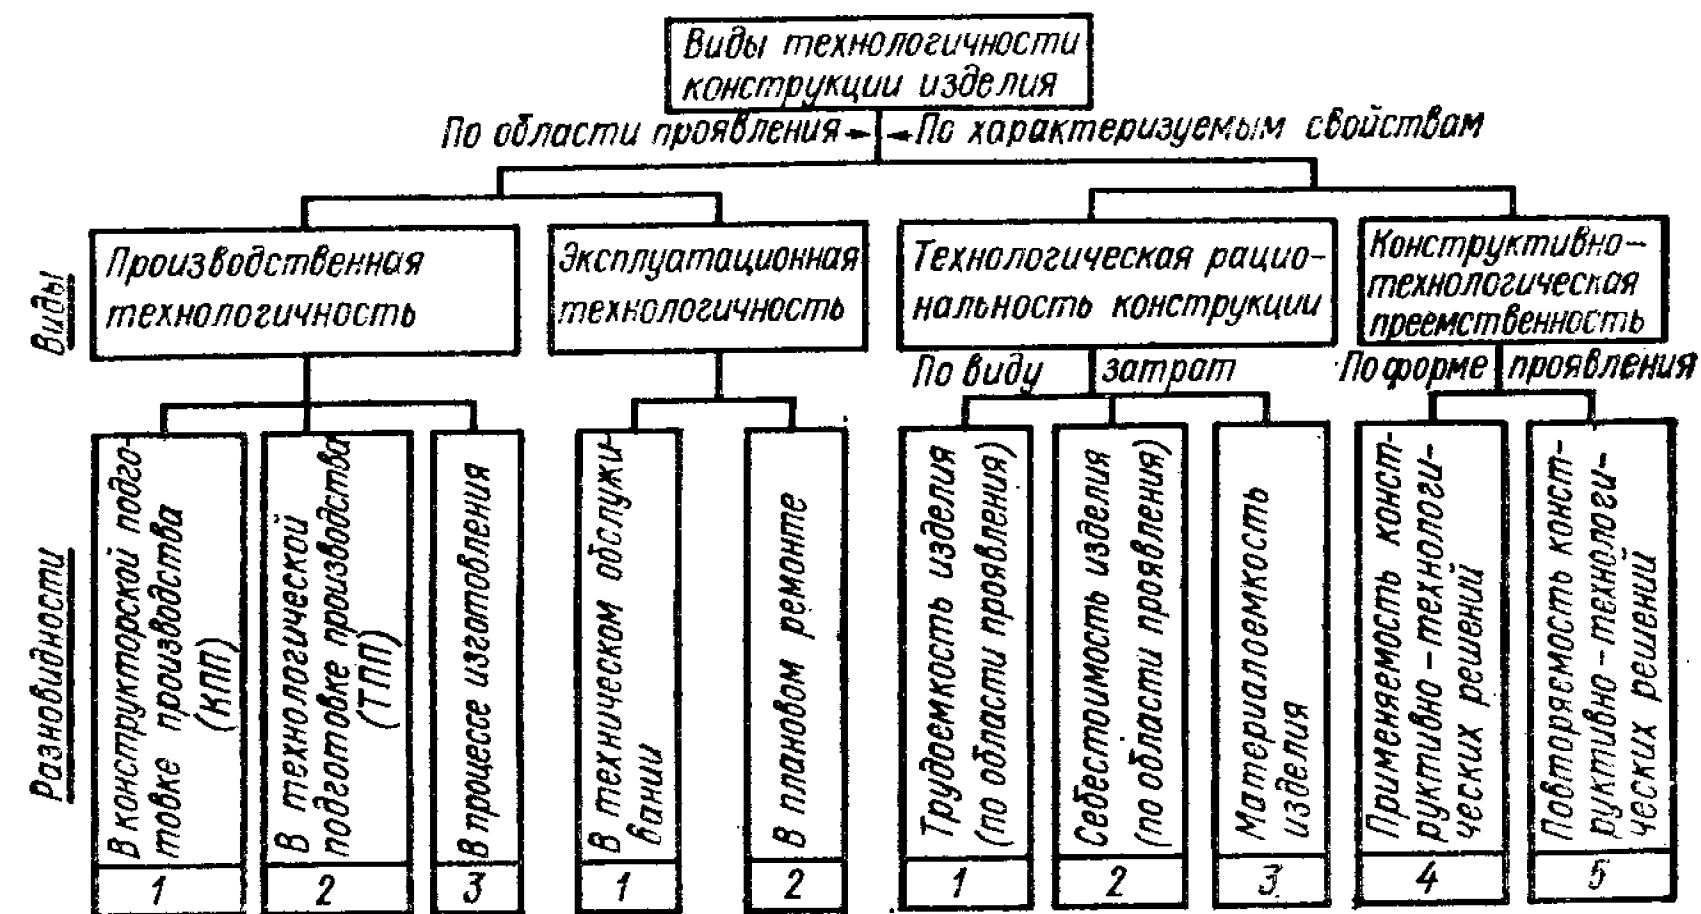 Виды технологичности
конструкции изделия
По области проявления
По характеризуемым свойствам
Виды
Производственная
технологичность
Эксплуатационная
технологичность
Технологическая рацио-
нальность конструкции
Конструктивно-
технологическая
преемственность
По виду затрат
По форме проявления
Разновидности
В конструкторской подго-
товке производства
(КПП)
В технологической
подготовке производства
(ТПП)
В процессе изготовления
В техническом обслужи-
вании
В плановом ремонте
Трудоемкость изделия
(по области проявления)
Себестоимость изделия
(по области проявления)
Материалоемкость
изделия
Применяемость конст-
руктивно-технологи-
ческих решений
Повторяемость конст-
руктивно-технологи-
ческих решений
1
2
3
1
2
1
2
3
4
5